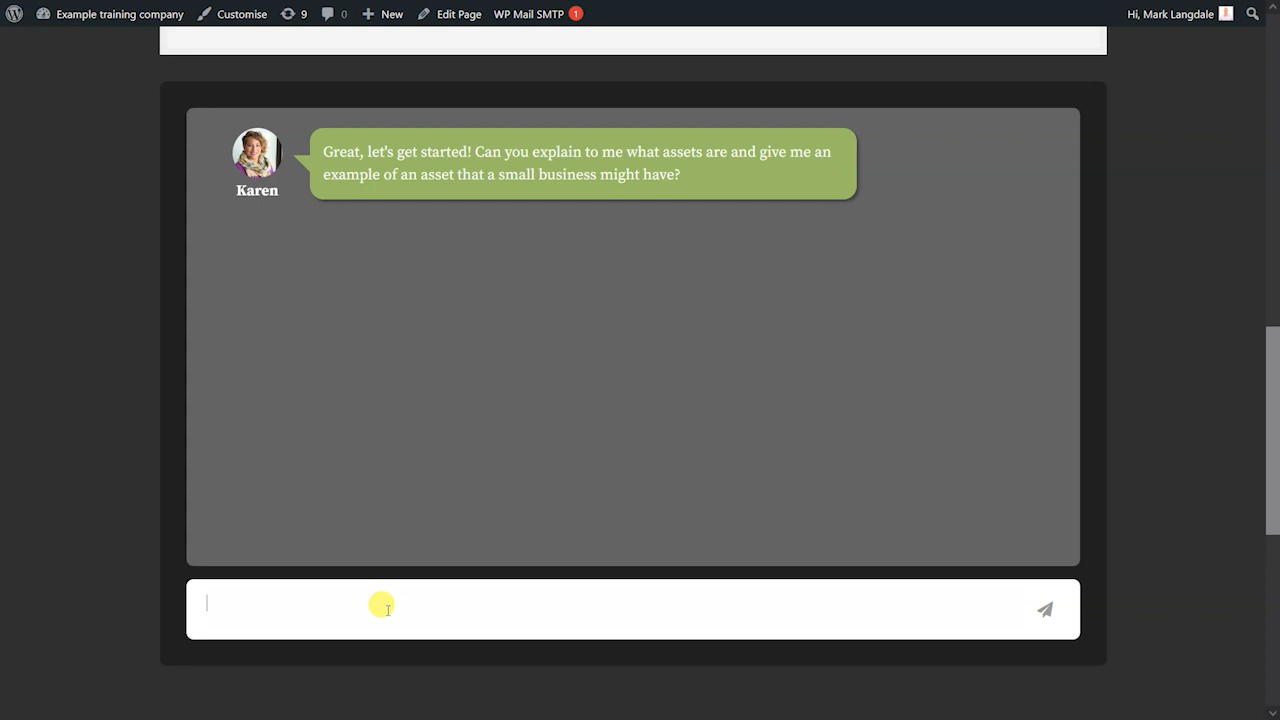 Example training company Customise 9 0 New Edit Page WP Mail SMTP 1 Hi, Mark Langdale
Great, let's get started! Can you explain to me what assets are and give me an
example of an asset that a small business might have?
Karen